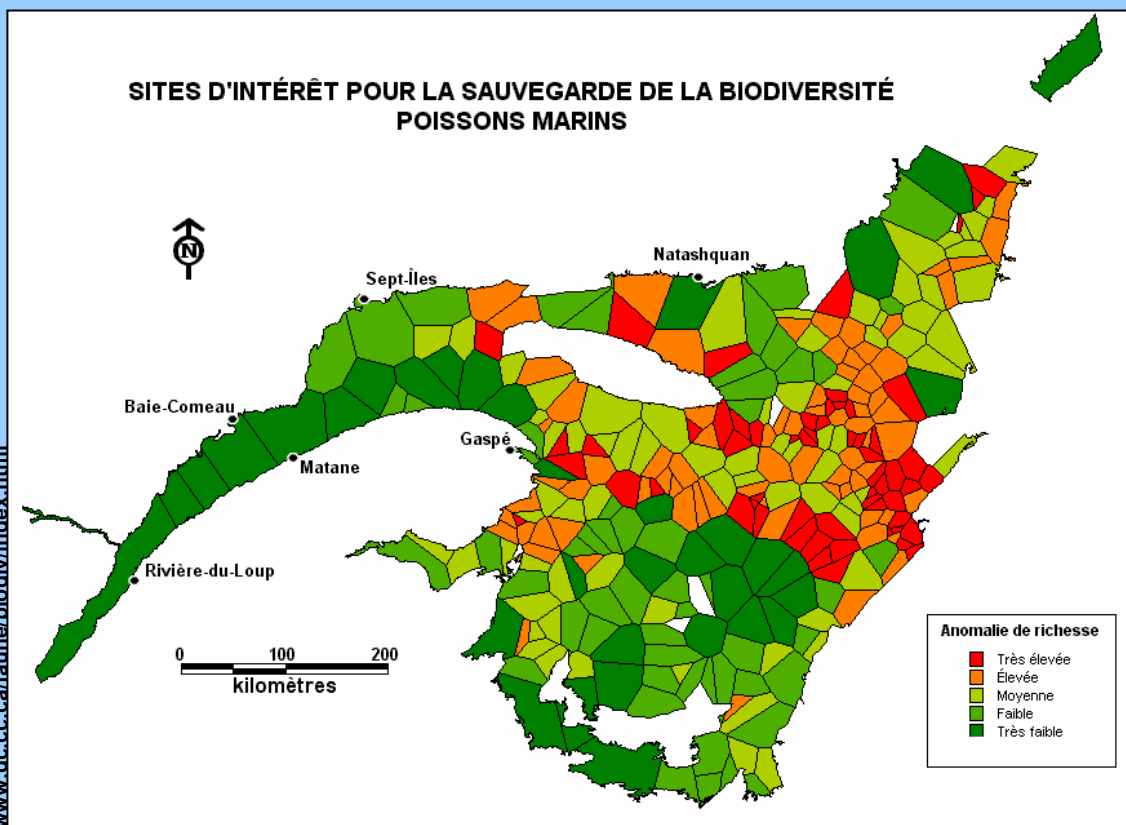 SITES D'INTÉRÊT POUR LA SAUVEGARDE DE LA BIODIVERSITÉ
POISSONS MARINS
N
Natashquan
Sept-Îles
Baie-Comeau
Gaspé
Matane
Rivière-du-Loup
0 100 200
kilomètres
Anomalie de richesse
Très élevée
Élevée
Moyenne
Faible
Très faible